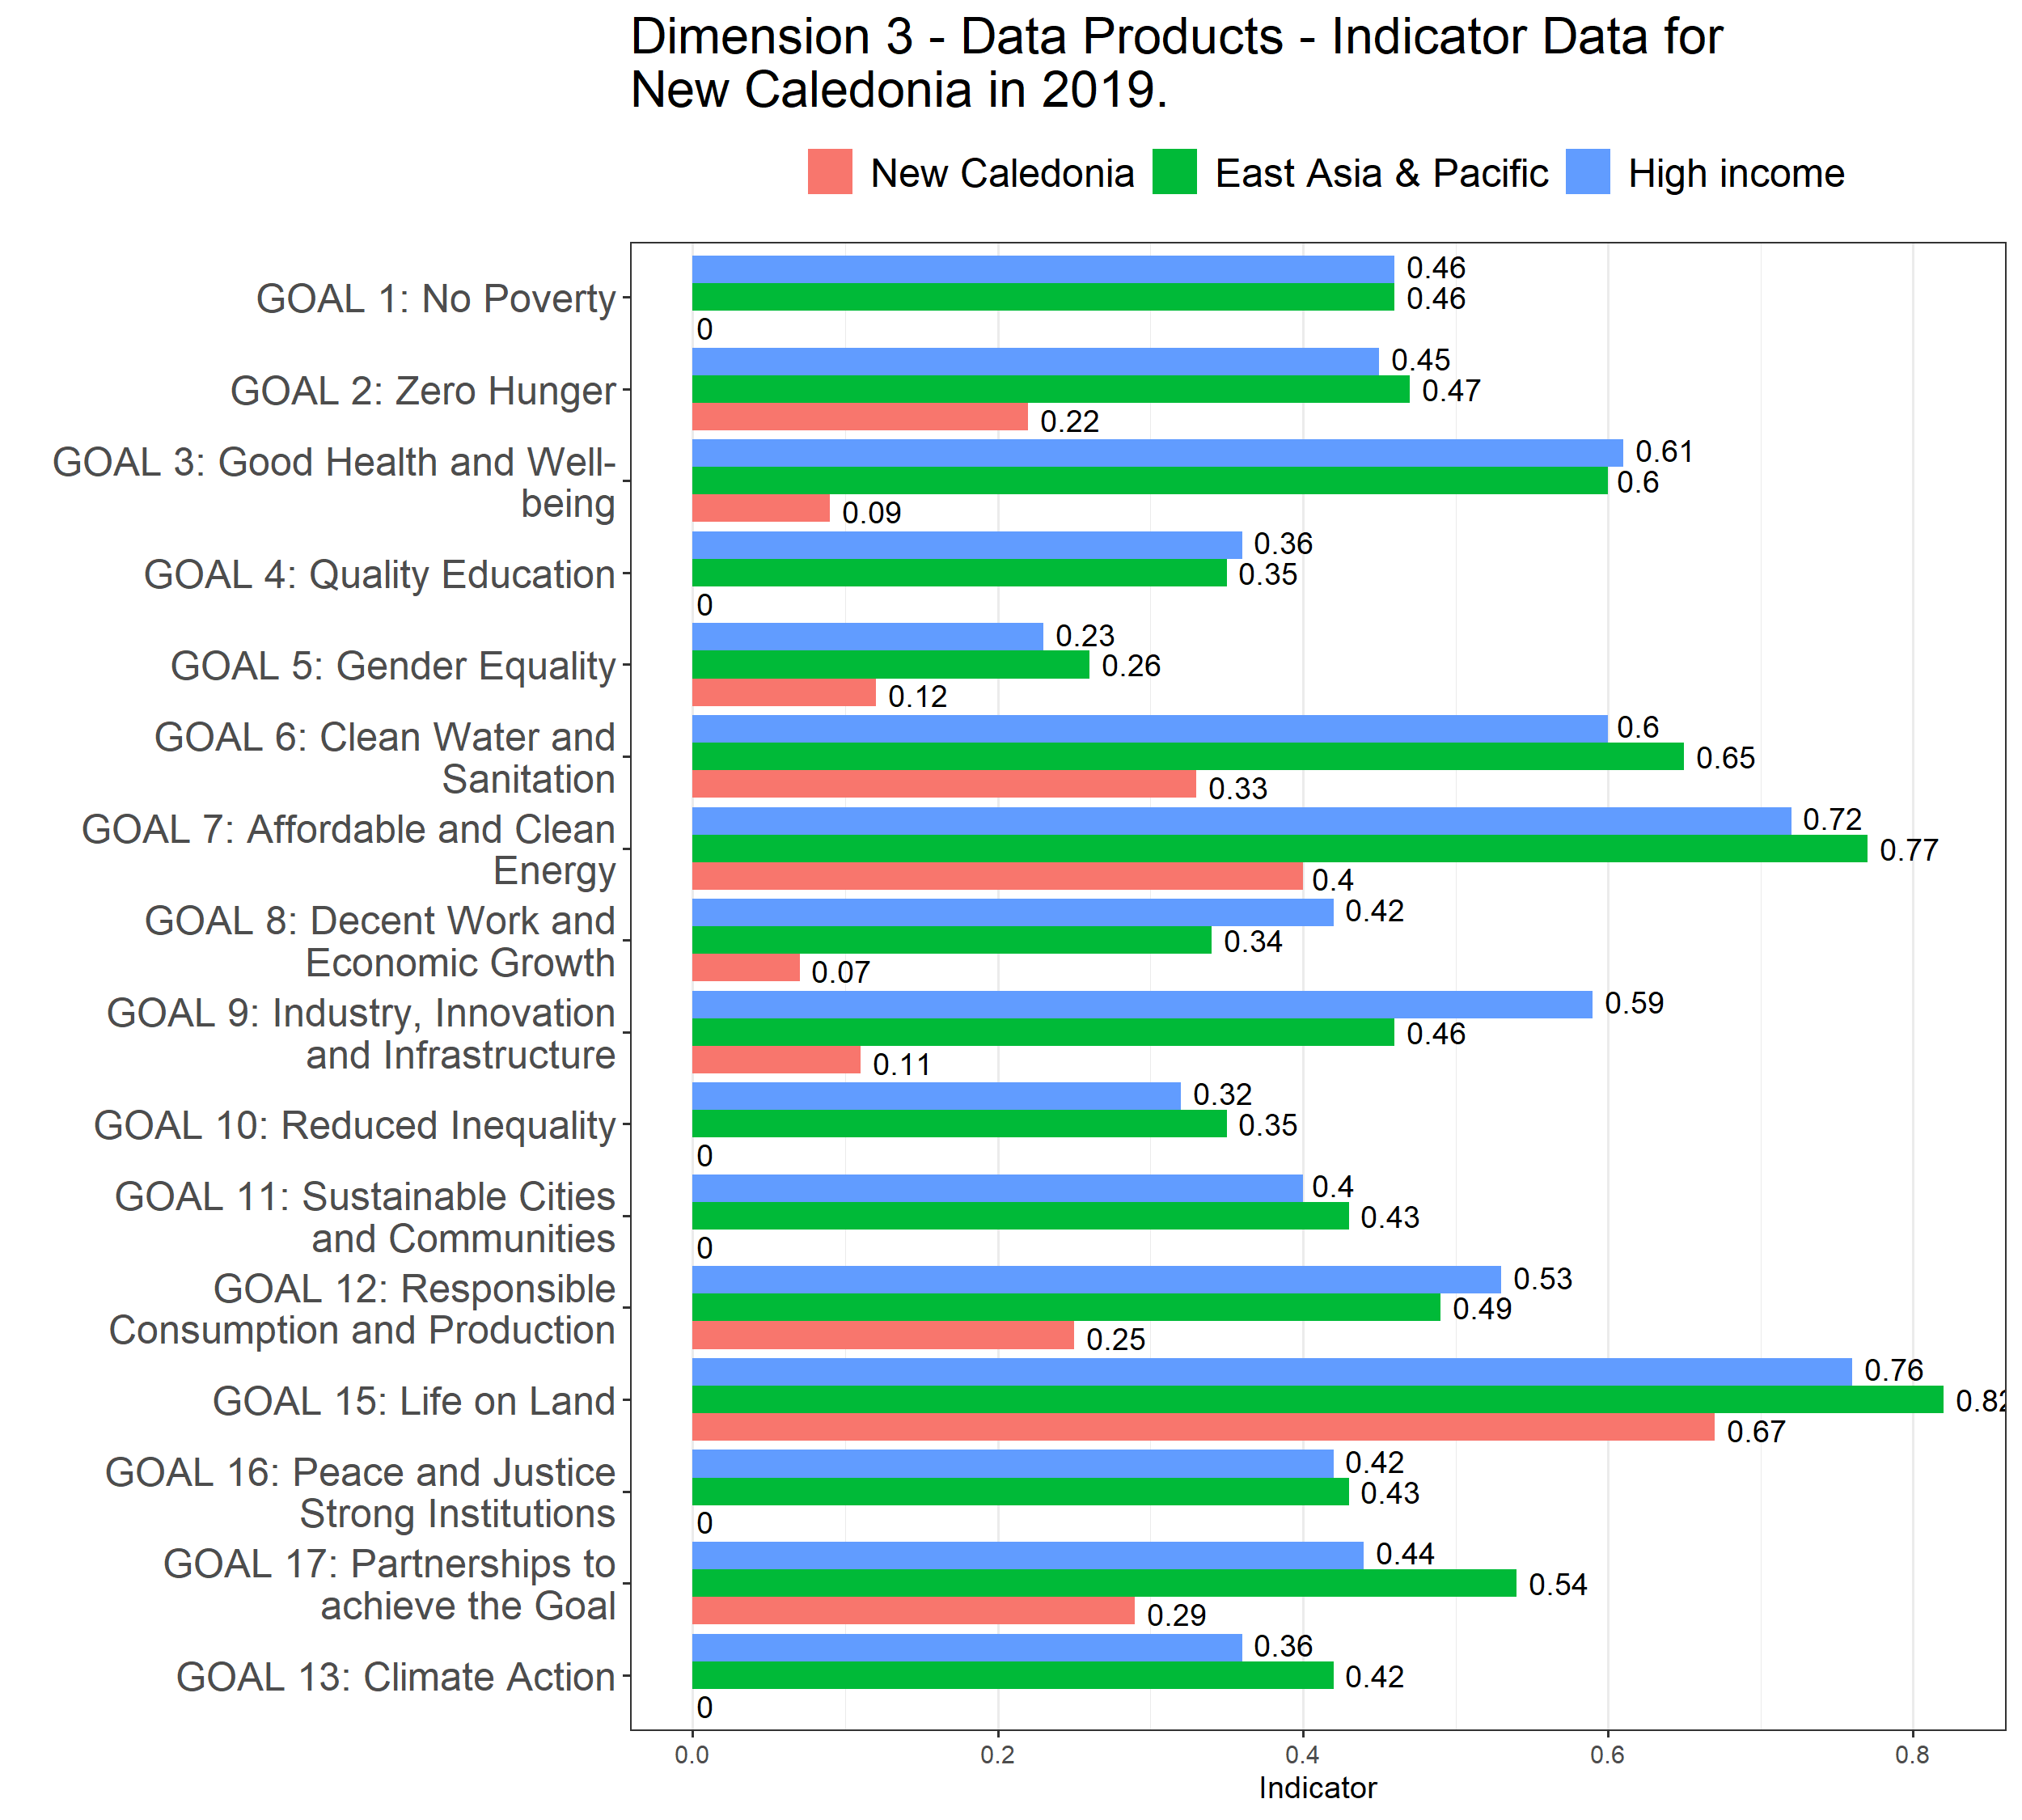 Dimension 3 - Data Products - Indicator Data for
New Caledonia in 2019.
New Caledonia East Asia & Pacific High income
GOAL 1: No Poverty
0.46
0.46
0
GOAL 2: Zero Hunger
0.45
0.47
0.22
GOAL 3: Good Health and Well-
being
0.61
0.6
0.09
GOAL 4: Quality Education
0.36
0.35
0
GOAL 5: Gender Equality
0.23
0.26
0.12
GOAL 6: Clean Water and
Sanitation
0.6
0.65
0.33
GOAL 7: Affordable and Clean
Energy
0.72
0.77
0.4
GOAL 8: Decent Work and
Economic Growth
0.42
0.34
0.07
GOAL 9: Industry, Innovation
and Infrastructure
0.59
0.46
0.11
GOAL 10: Reduced Inequality
0.32
0.35
0
GOAL 11: Sustainable Cities
and Communities
0.4
0.43
0
GOAL 12: Responsible
Consumption and Production
0.53
0.49
0.25
GOAL 15: Life on Land
0.76
0.82
0.67
GOAL 16: Peace and Justice
Strong Institutions
0.42
0.43
0
GOAL 17: Partnerships to
achieve the Goal
0.44
0.54
0.29
GOAL 13: Climate Action
0.36
0.42
0
0.0 0.2 0.4 0.6 0.8
Indicator